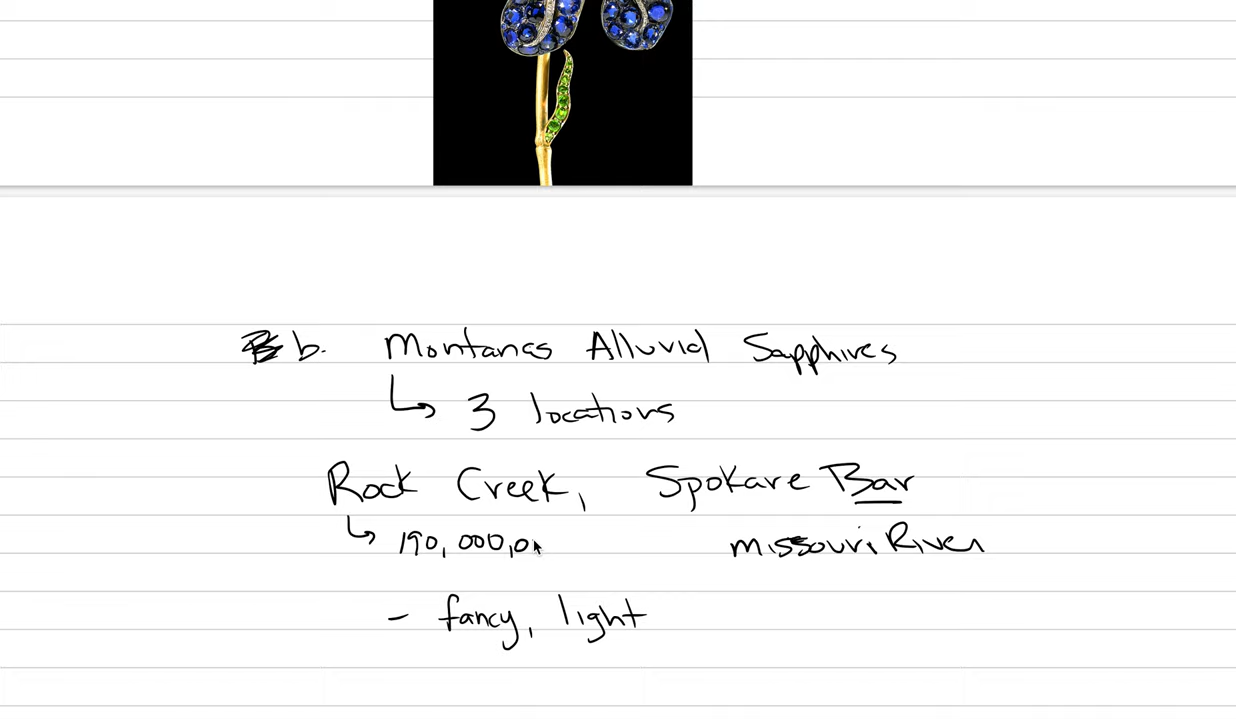 b. Montanas Alluvial Sapphires
3 locations
Rock Creek, Spokane Bar
190,000,0
Missouri River
- fancy, light